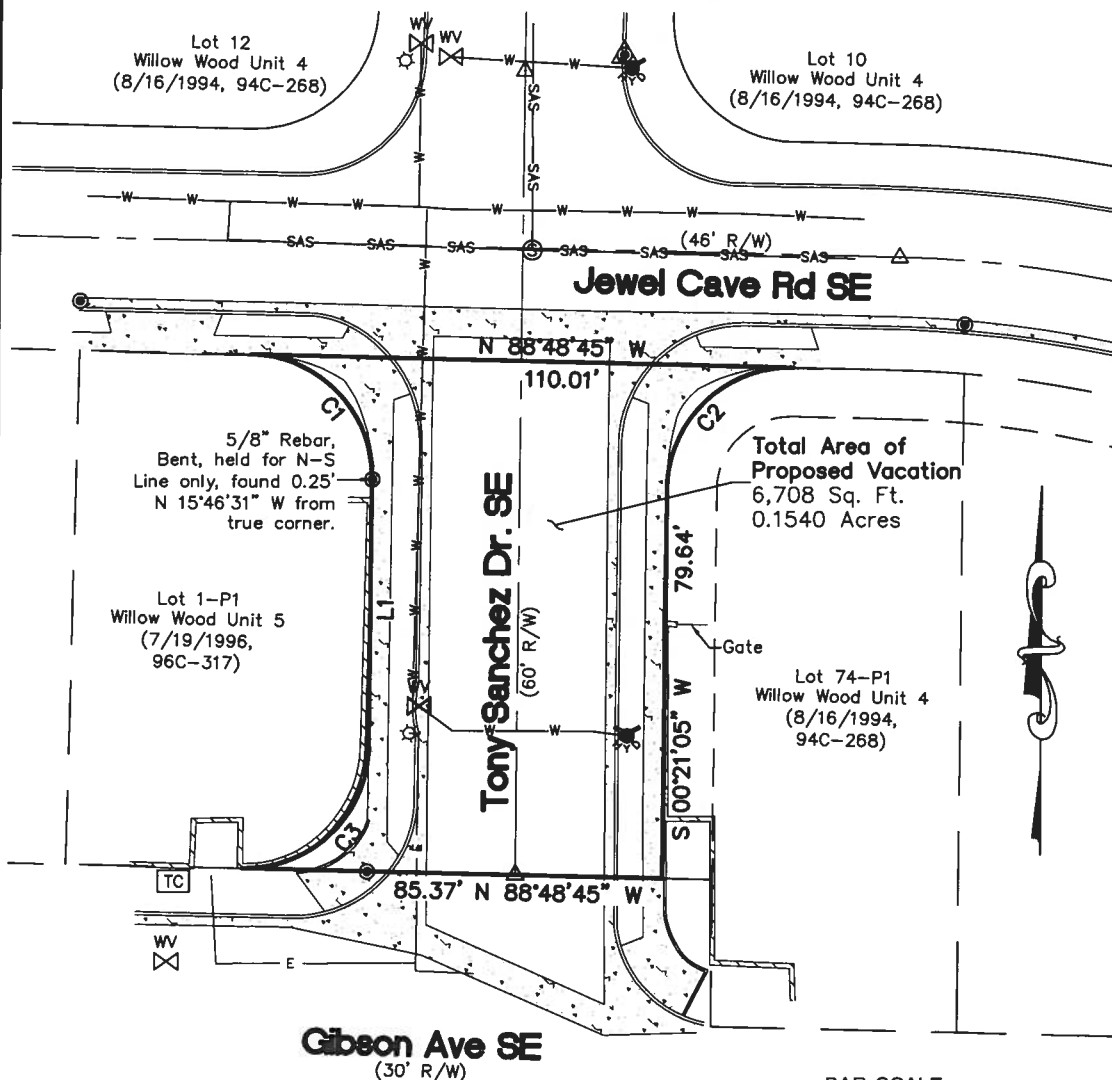 WV
WV
Lot 12
Willow Wood Unit 4
(8/16/1994, 94C-268)
W
W
Lot 10
Willow Wood Unit 4
(8/16/1994, 94C-268)
W
SAS
W
SAS
W
W
W
W
W
W
W
W
W
SAS
SAS
SAS
SAS
SAS
SAS
SAS
(46' R/W)
W
Jewel Cave Rd SE
N 88°48'45" W
110.01'
W
C1
C2
W
5/8" Rebar,
Bent, held for N-S
Line only, found 0.25'
N 15°46'31" W from
true corner.
Total Area of
Proposed Vacation
6,708 Sq. Ft.
0.1540 Acres
W
W
79.64'
Lot 1-P1
Willow Wood Unit 5
(7/19/1996,
96C-317)
L1
W
Tony Sanchez Dr. SE
(60' R/W)
Gate
W
S 00°21'05" W
Lot 74-P1
Willow Wood Unit 4
(8/16/1994,
94C-268)
W
W
C3
TC
85.37' N 88°48'45" W
WV
E
Gibson Ave SE
(30' R/W)
BAR SCALE